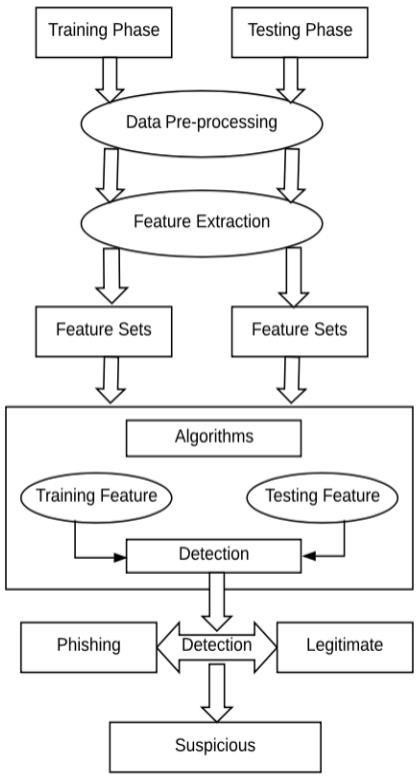 Training Phase
Testing Phase
Data Pre-processing
Feature Extraction
Feature Sets
Feature Sets
Algorithms
Training Feature
Testing Feature
Detection
Phishing
Detection
Legitimate
Suspicious